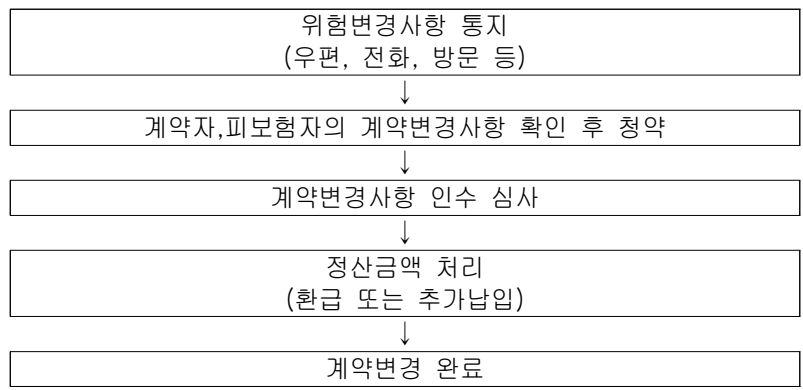 위험변경사항 통지
(우편, 전화, 방문 등)
↓
계약자,피보험자의 계약변경사항 확인 후 청약
↓
계약변경사항 인수 심사
↓
정산금액 처리
(환급 또는 추가납입)
↓
계약변경 완료